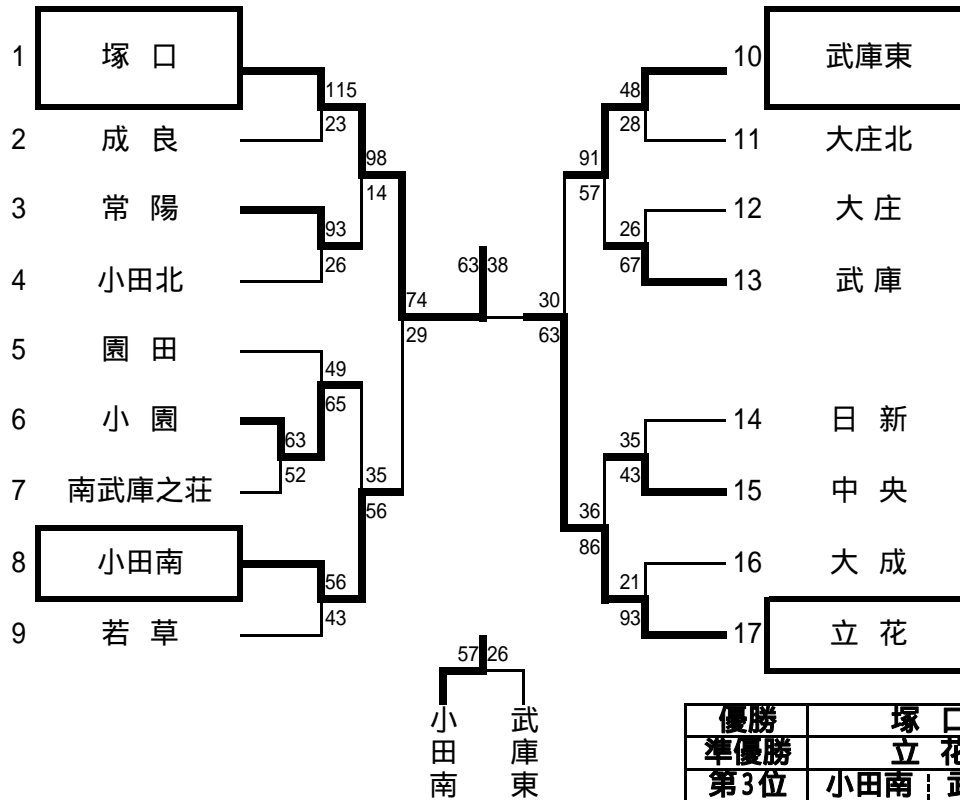 1 塚 口
2 成 良
3 常 陽
4 小田北
5 園 田
6 小 園
7 南武庫之荘
8 小田南
9 若 草
115
23
98
14
93
26
74
29
49
65
63
52
35
56
56
43
63 38
10 武庫東
11 大庄北
12 大 庄
13 武 庫
14 日 新
15 中 央
16 大 成
17 立 花
48
28
91
57
26
67
30
63
35
43
36
86
21
93
57 26
小田南
武庫東
優勝 塚 口
準優勝 立 花
第3位 小田南